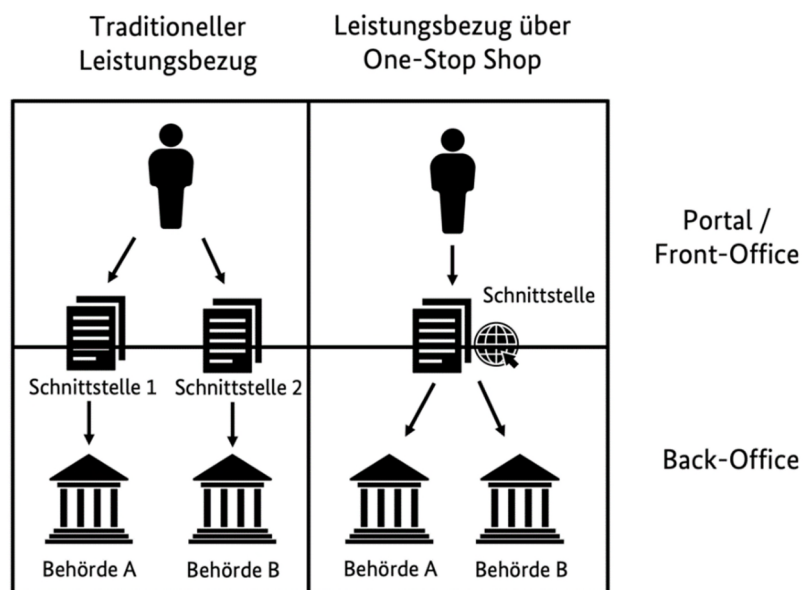 Traditioneller
Leistungsbezug
Leistungsbezug über
One-Stop Shop
Portal /
Front-Office
Schnittstelle
Schnittstelle 1
Schnittstelle 2
Back-Office
Behörde A
Behörde B
Behörde A
Behörde B